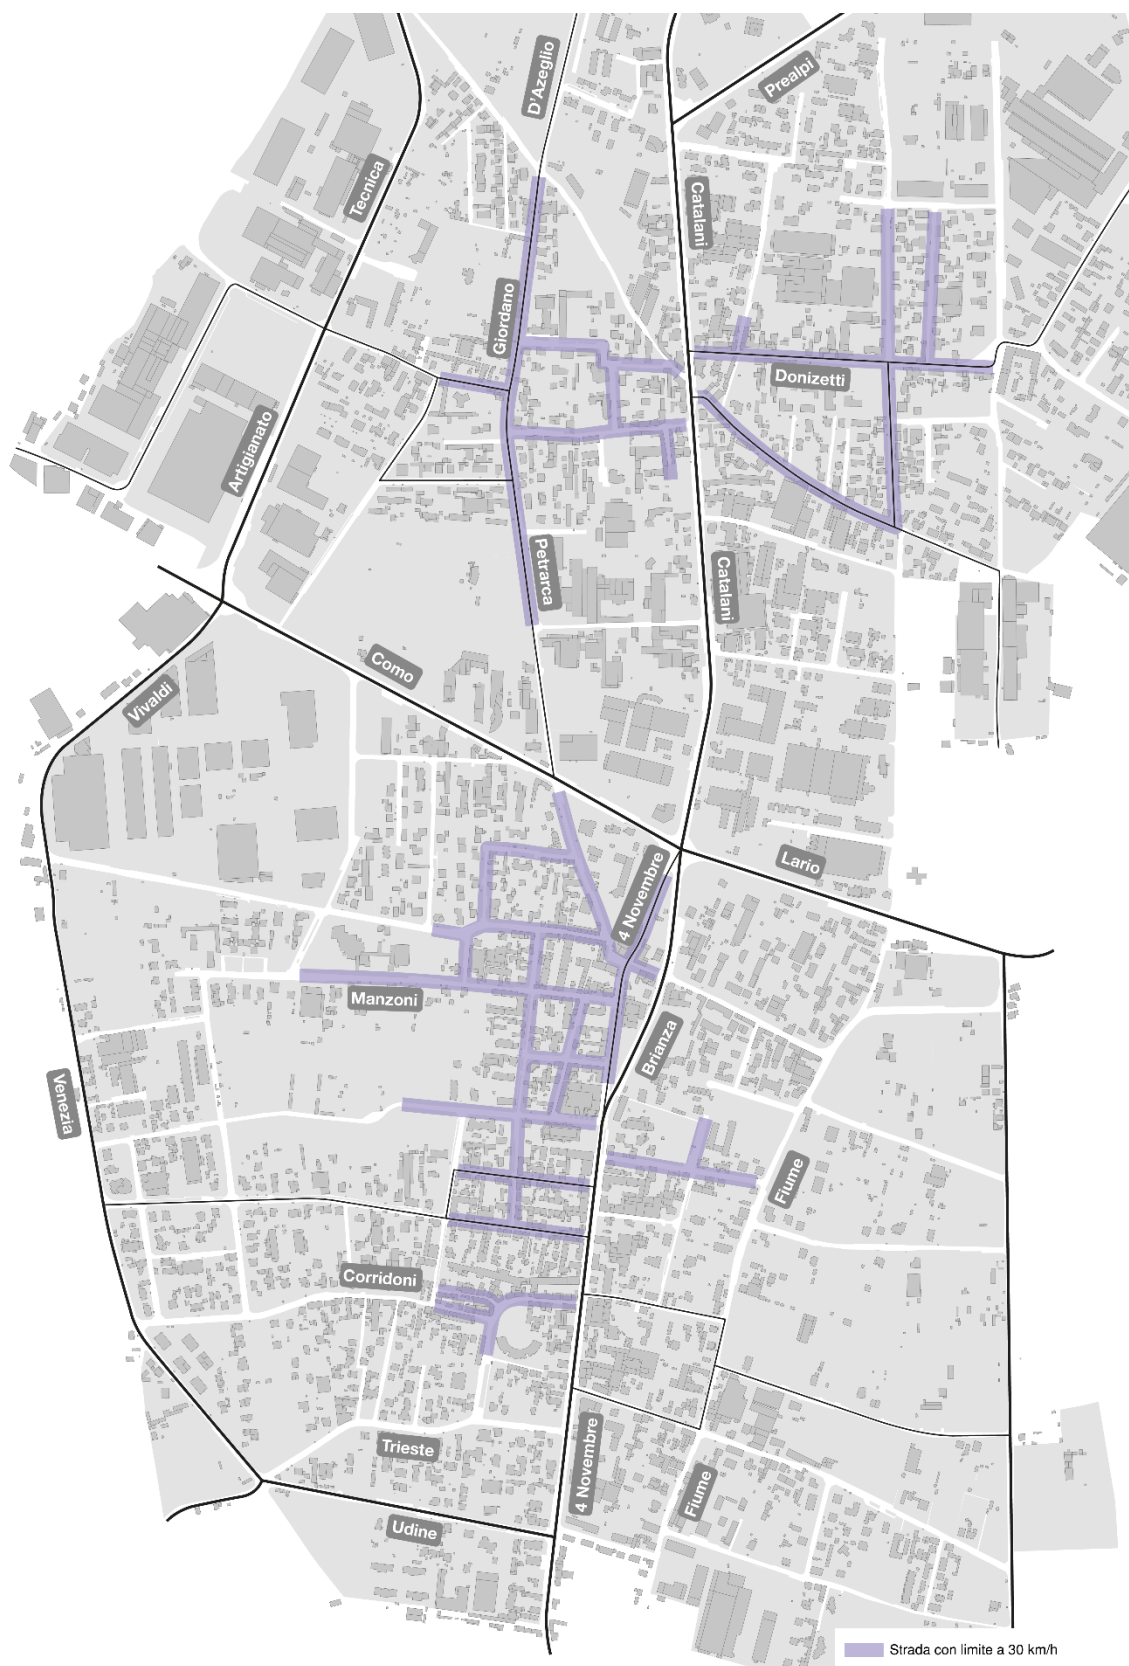 D'Azeglio
Prealpi
Tecnica
Catalani
Giordano
Donizetti
Artigianato
Petrarca
Catalani
Como
Vivaldi
Lario
4 Novembre
Manzoni
Brianza
Venezia
Fiume
Corridoni
Trieste
4 Novembre
Fiume
Udine
Strada con limite a 30 km/h